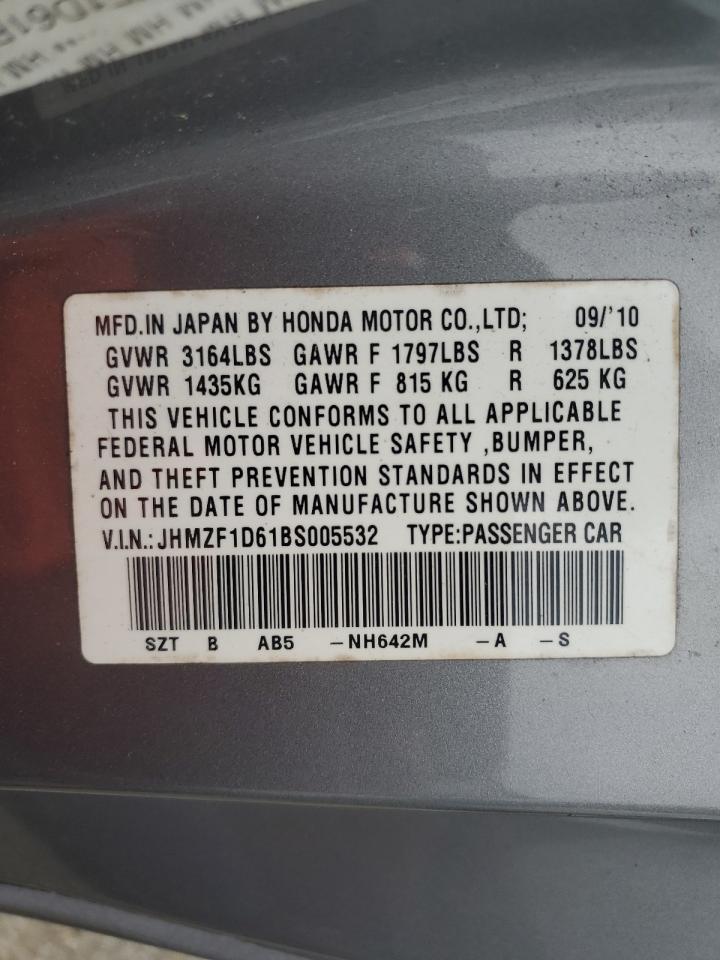 MFD.IN JAPAN BY HONDA MOTOR CO.,LTD; 09/'10
GVWR 3164LBS GAWR F 1797LBS R 1378LBS
GVWR 1435KG GAWR F 815 KG R 625 KG
THIS VEHICLE CONFORMS TO ALL APPLICABLE
FEDERAL MOTOR VEHICLE SAFETY ,BUMPER,
AND THEFT PREVENTION STANDARDS IN EFFECT
ON THE DATE OF MANUFACTURE SHOWN ABOVE.
V.I.N.: JHMZF1D61BS005532 TYPE:PASSENGER CAR
SZT B AB5 -NH642M -A -S